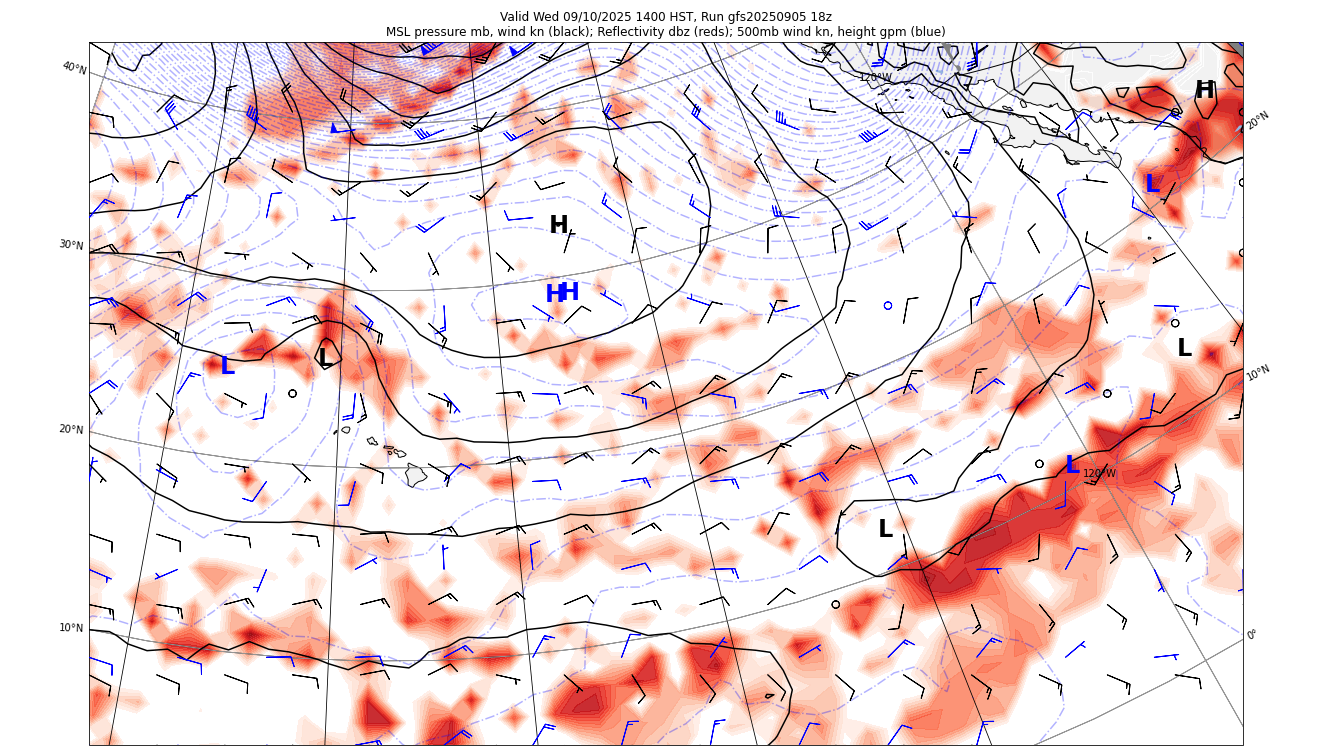 Valid Wed 09/10/2025 1400 HST, Run gfs20250905 18z
MSL pressure mb, wind kn (black); Reflectivity dbz (reds); 500mb wind kn, height gpm (blue)
40°N
120°W
H
20°N
L
30°N
H
H H
L
L
L
10°N
20°N
L
120°W
L
10°N
0°